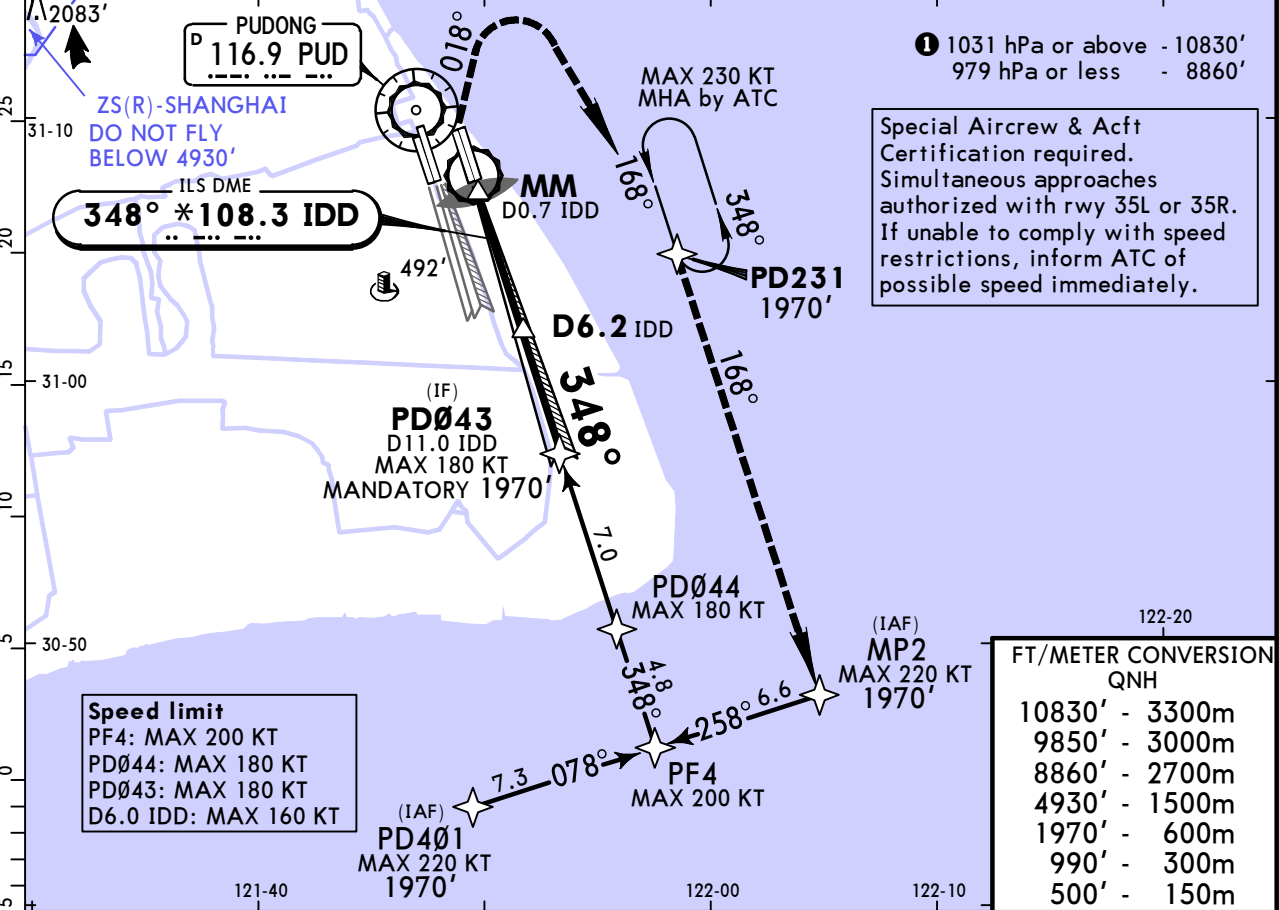 2083'
PUDONG
D 116.9 PUD
ZS(R)-SHANGHAI
DO NOT FLY
BELOW 4930'
ILS DME
348° *108.3 IDD
018°
MAX 230 KT
MHA by ATC
❶ 1031 hPa or above - 10830'
979 hPa or less - 8860'
Special Aircrew & Acft
Certification required.
Simultaneous approaches
authorized with rwy 35L or 35R.
If unable to comply with speed
restrictions, inform ATC of
possible speed immediately.
MM
D0.7 IDD
168°
348°
PD231
1970'
492'
D6.2 IDD
168°
348°
(IF)
PDØ43
D11.0 IDD
MAX 180 KT
MANDATORY 1970'
7.0
PDØ44
MAX 180 KT
4.8
348°
(IAF)
MP2
MAX 220 KT
1970'
6.6
258°
PF4
MAX 200 KT
7.3
078°
(IAF)
PD4Ø1
MAX 220 KT
1970'
Speed limit
PF4: MAX 200 KT
PDØ44: MAX 180 KT
PDØ43: MAX 180 KT
D6.0 IDD: MAX 160 KT
FT/METER CONVERSION
QNH
10830' - 3300m
9850' - 3000m
8860' - 2700m
4930' - 1500m
1970' - 600m
990' - 300m
500' - 150m
31-10
31-00
30-50
121-40
122-00
122-10
122-20
25
20
15
10
5
0
5